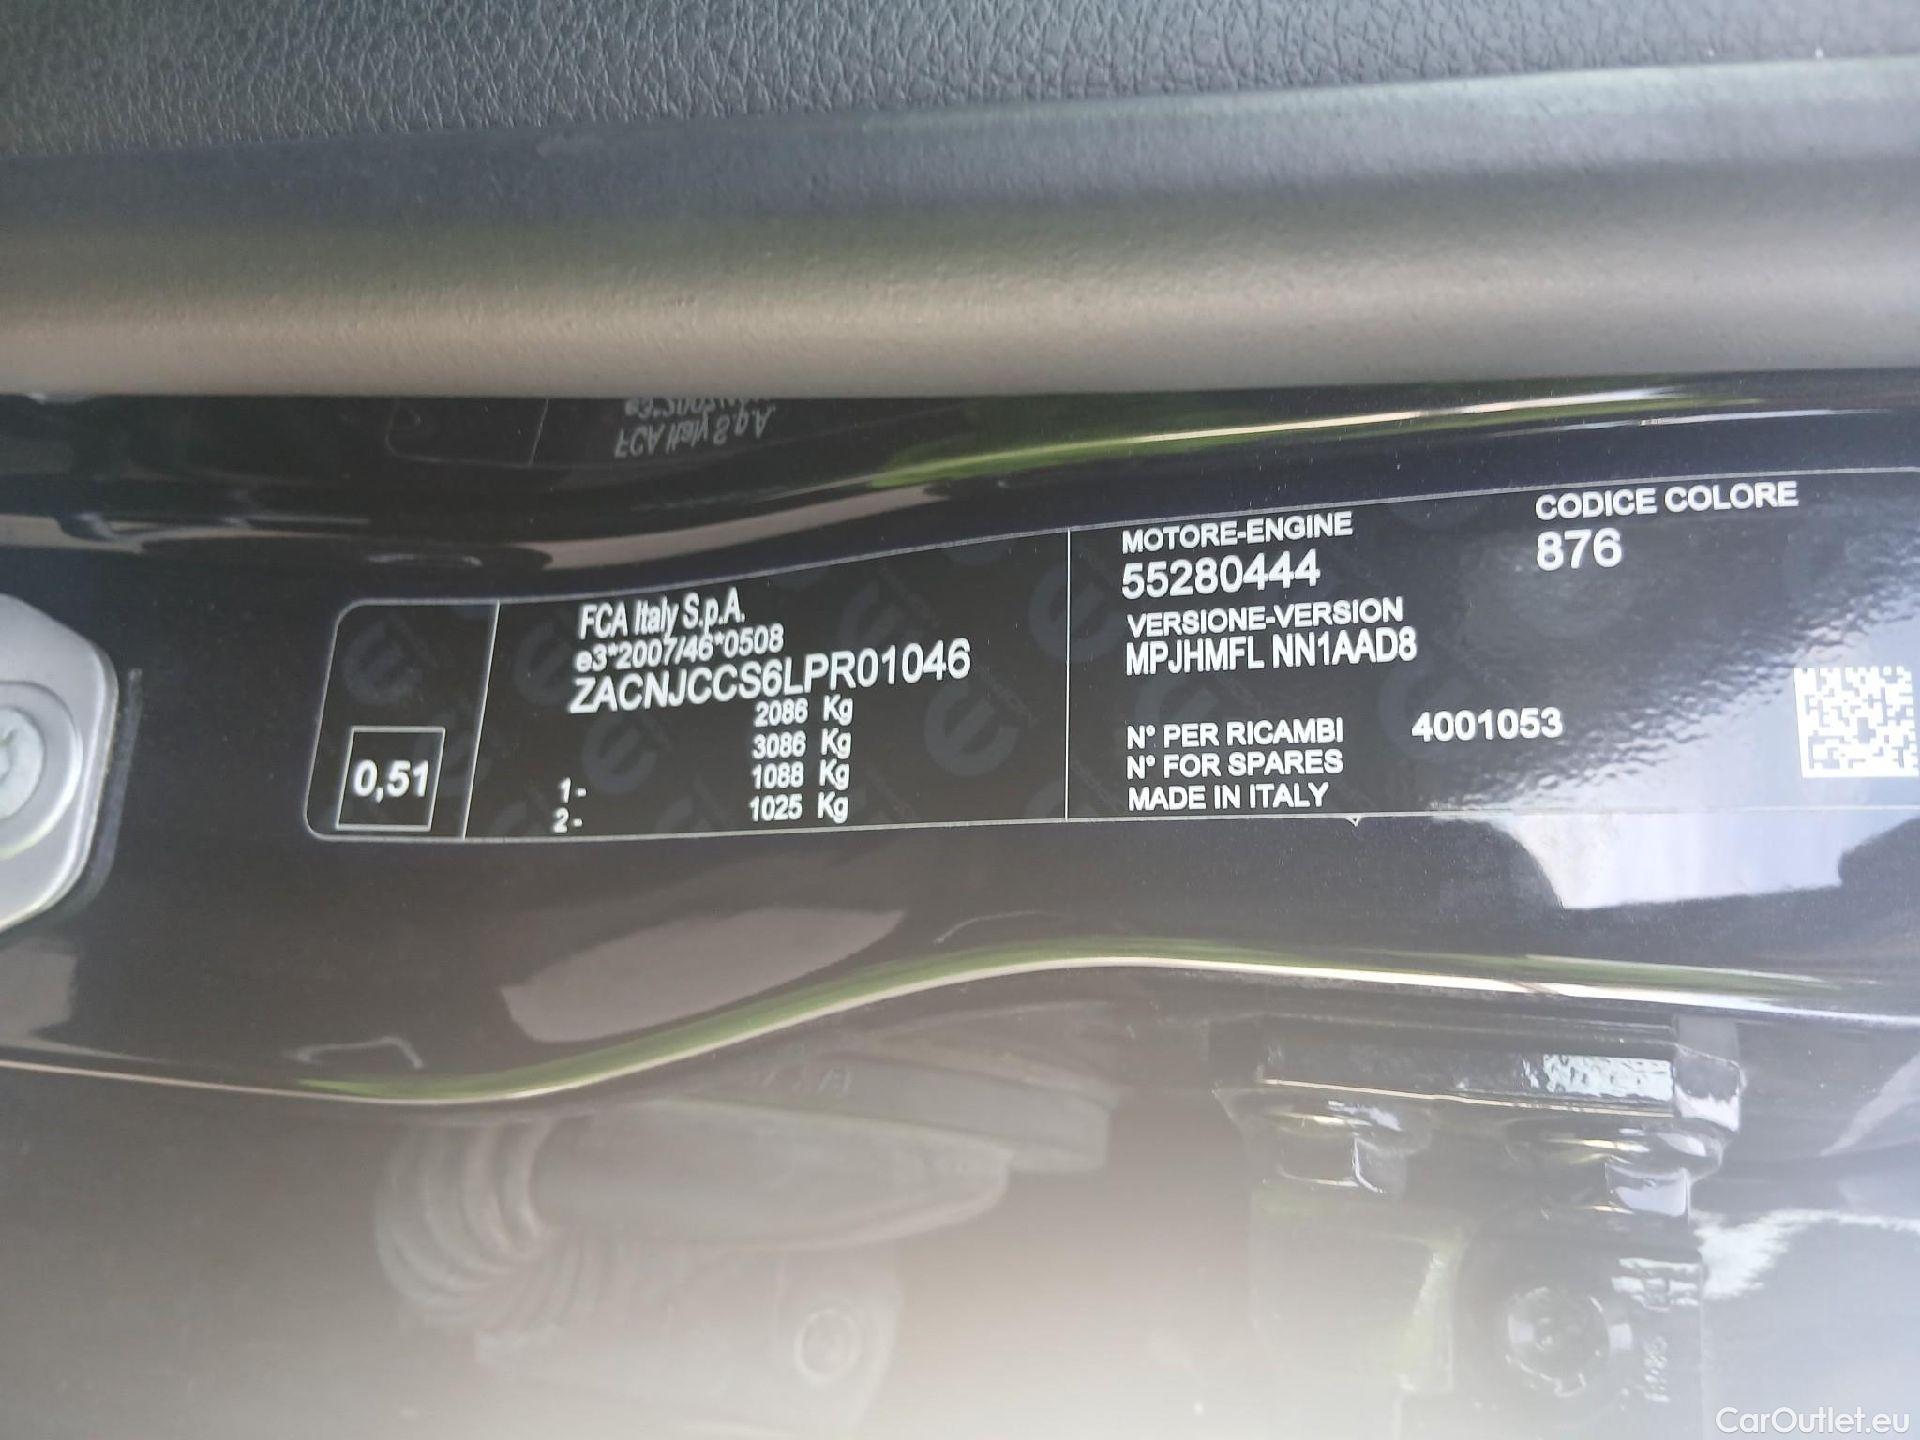 FCA Italy S.p.A.
e3*2007/46*0508
ZACNJCCS6LPR01046
2086 Kg
3086 Kg
1- 1088 Kg
2- 1025 Kg
0,51
MOTORE-ENGINE
55280444
CODICE COLORE
876
VERSIONE-VERSION
MPJHMFL NN1AAD8
N° PER RICAMBI 4001053
N° FOR SPARES
MADE IN ITALY
CarOutlet.eu